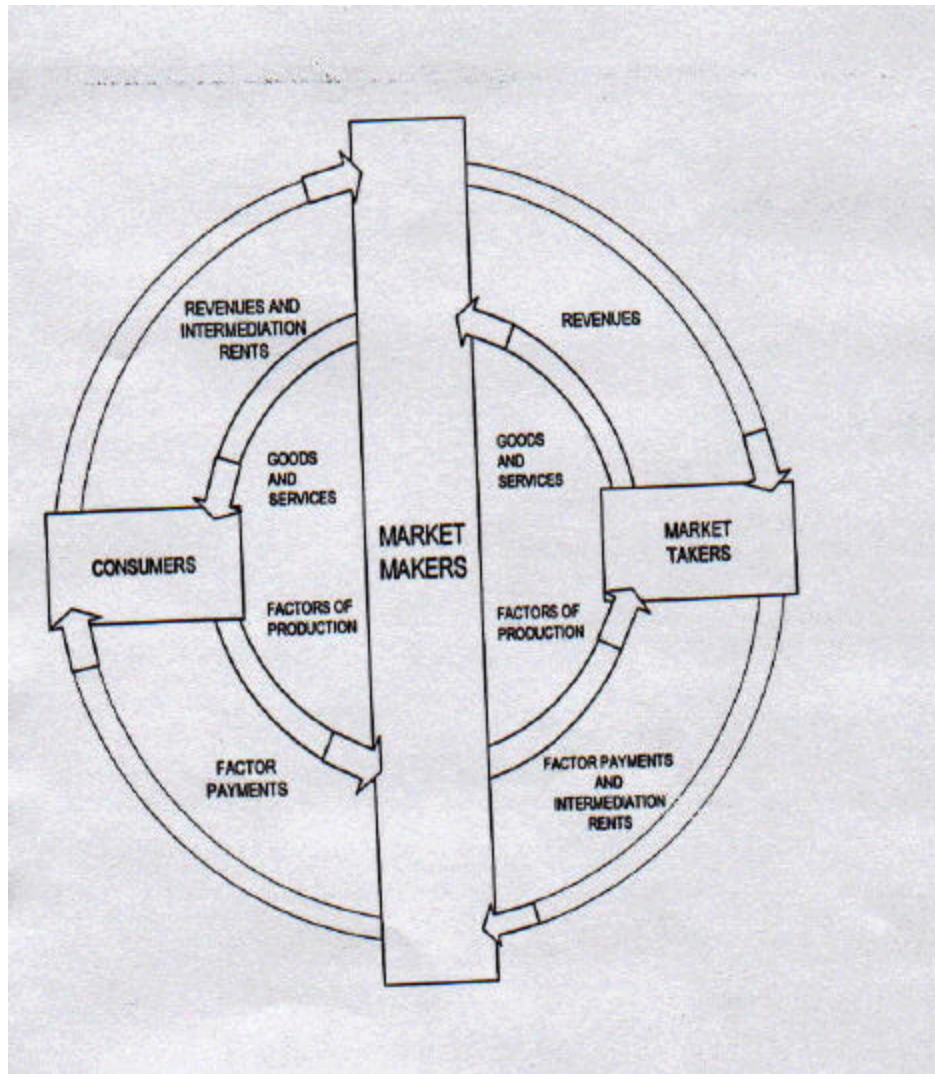 REVENUES AND
INTERMEDIATION
RENTS
REVENUES
GOODS
AND
SERVICES
GOODS
AND
SERVICES
CONSUMERS
MARKET
MAKERS
MARKET
TAKERS
FACTORS OF
PRODUCTION
FACTORS OF
PRODUCTION
FACTOR
PAYMENTS
FACTOR PAYMENTS
AND
INTERMEDIATION
RENTS